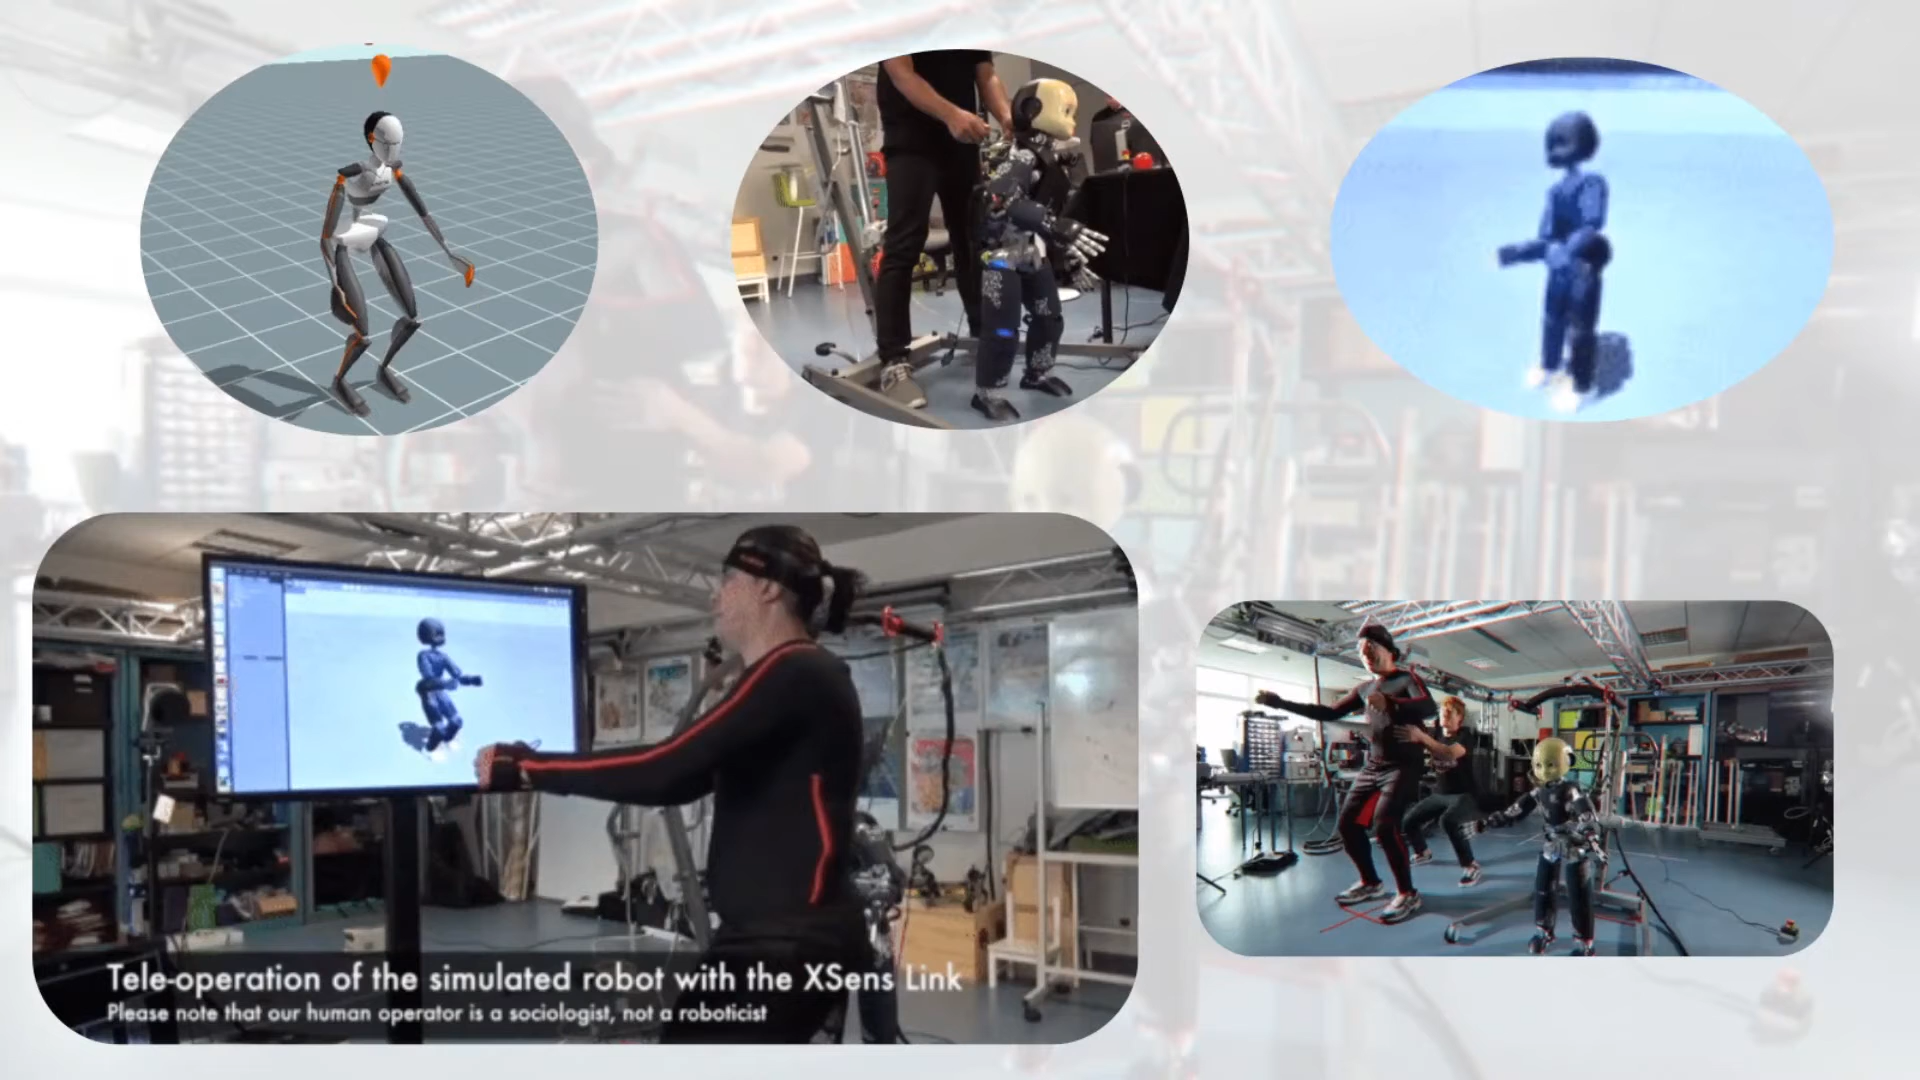 Tele-operation of the simulated robot with the XSens Link
Please note that our human operator is a sociologist, not a roboticist